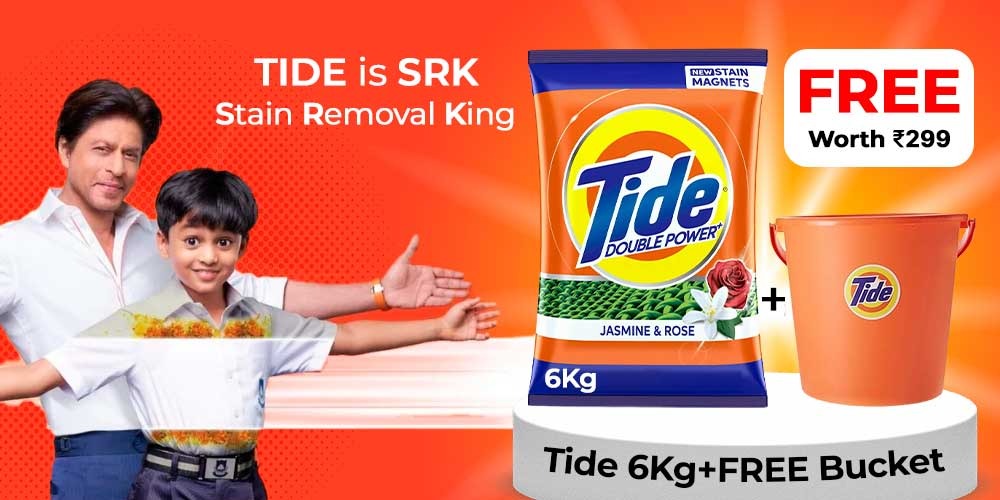 TIDE is SRK
Stain Removal King
NEW STAIN
MAGNETS
Tide
DOUBLE POWER+
JASMINE & ROSE
6Kg
FREE
Worth ₹299
+
Tide
Tide 6Kg+FREE Bucket